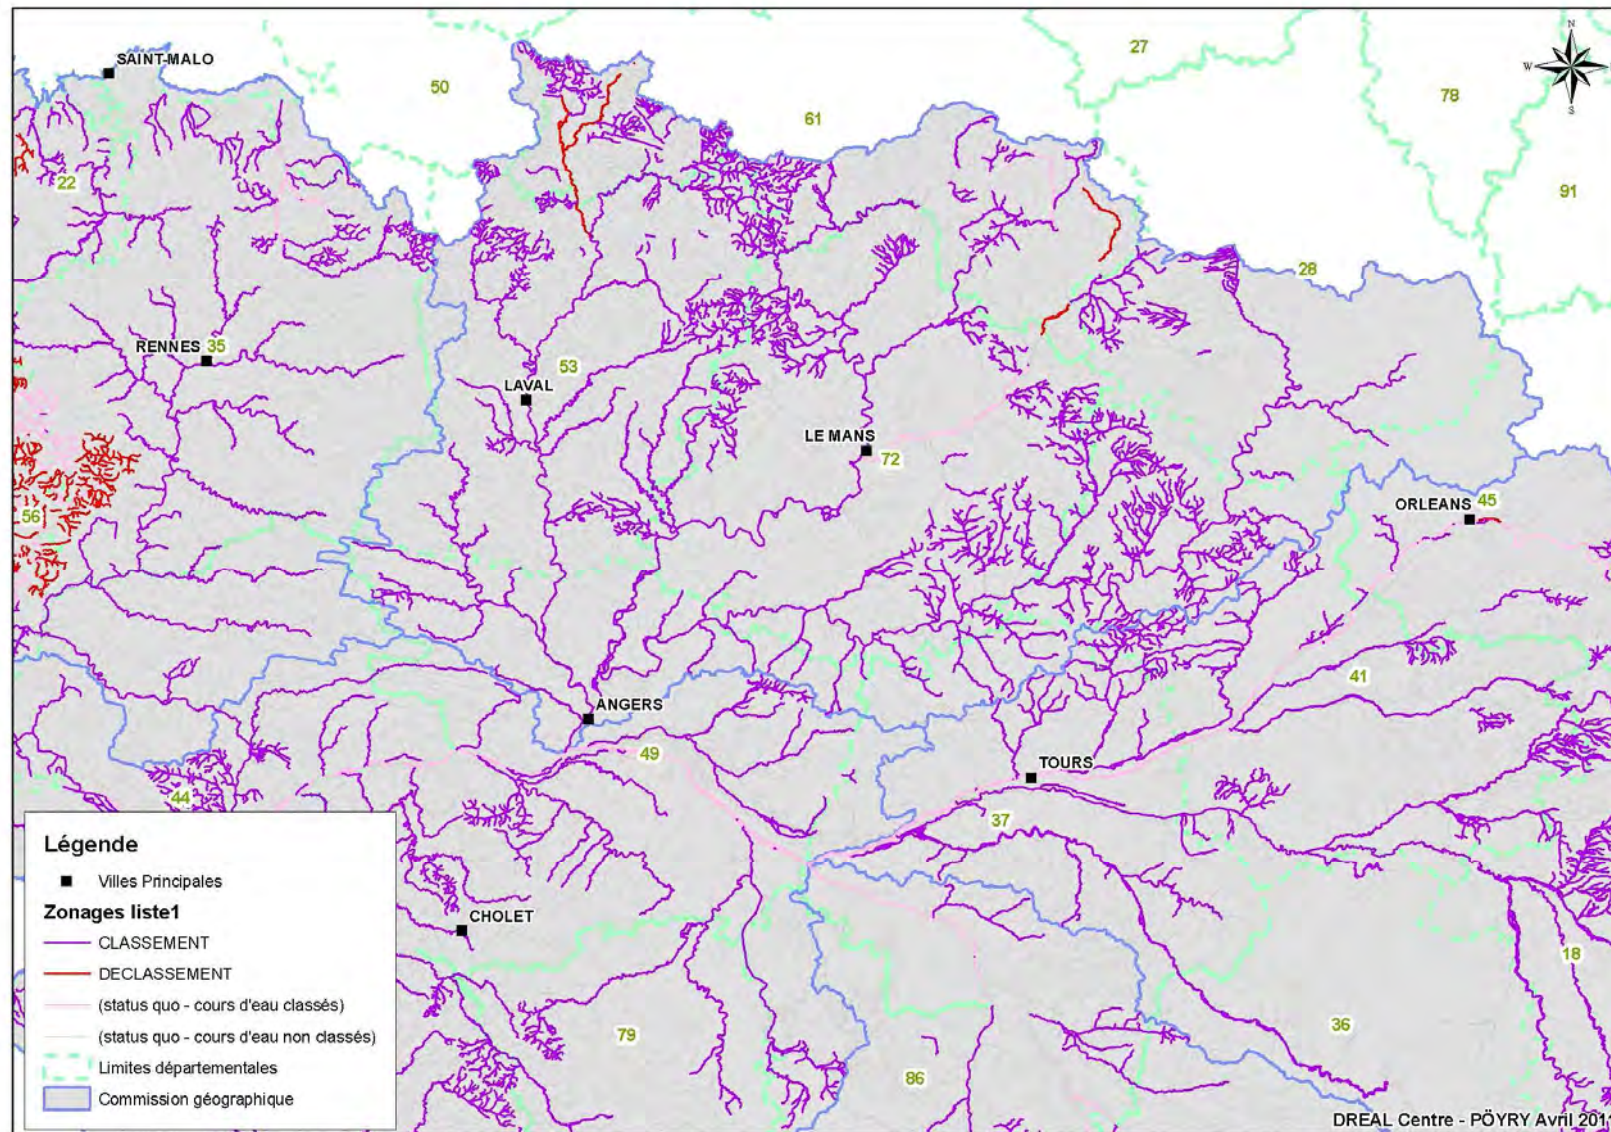 SAINT-MALO
27
N
50
W
S
78
61
22
91
28
RENNES 35
53
LAVAL
LE MANS
72
ORLEANS 45
56
41
ANGERS
49
TOURS
44
37
Légende
Villes Principales
Zonages liste1
CLASSEMENT
DECLASSEMENT
(status quo - cours d'eau classés)
(status quo - cours d'eau non classés)
Limites départementales
Commission géographique
CHOLET
18
79
36
86
DREAL Centre - PÖYRY Avril 2011